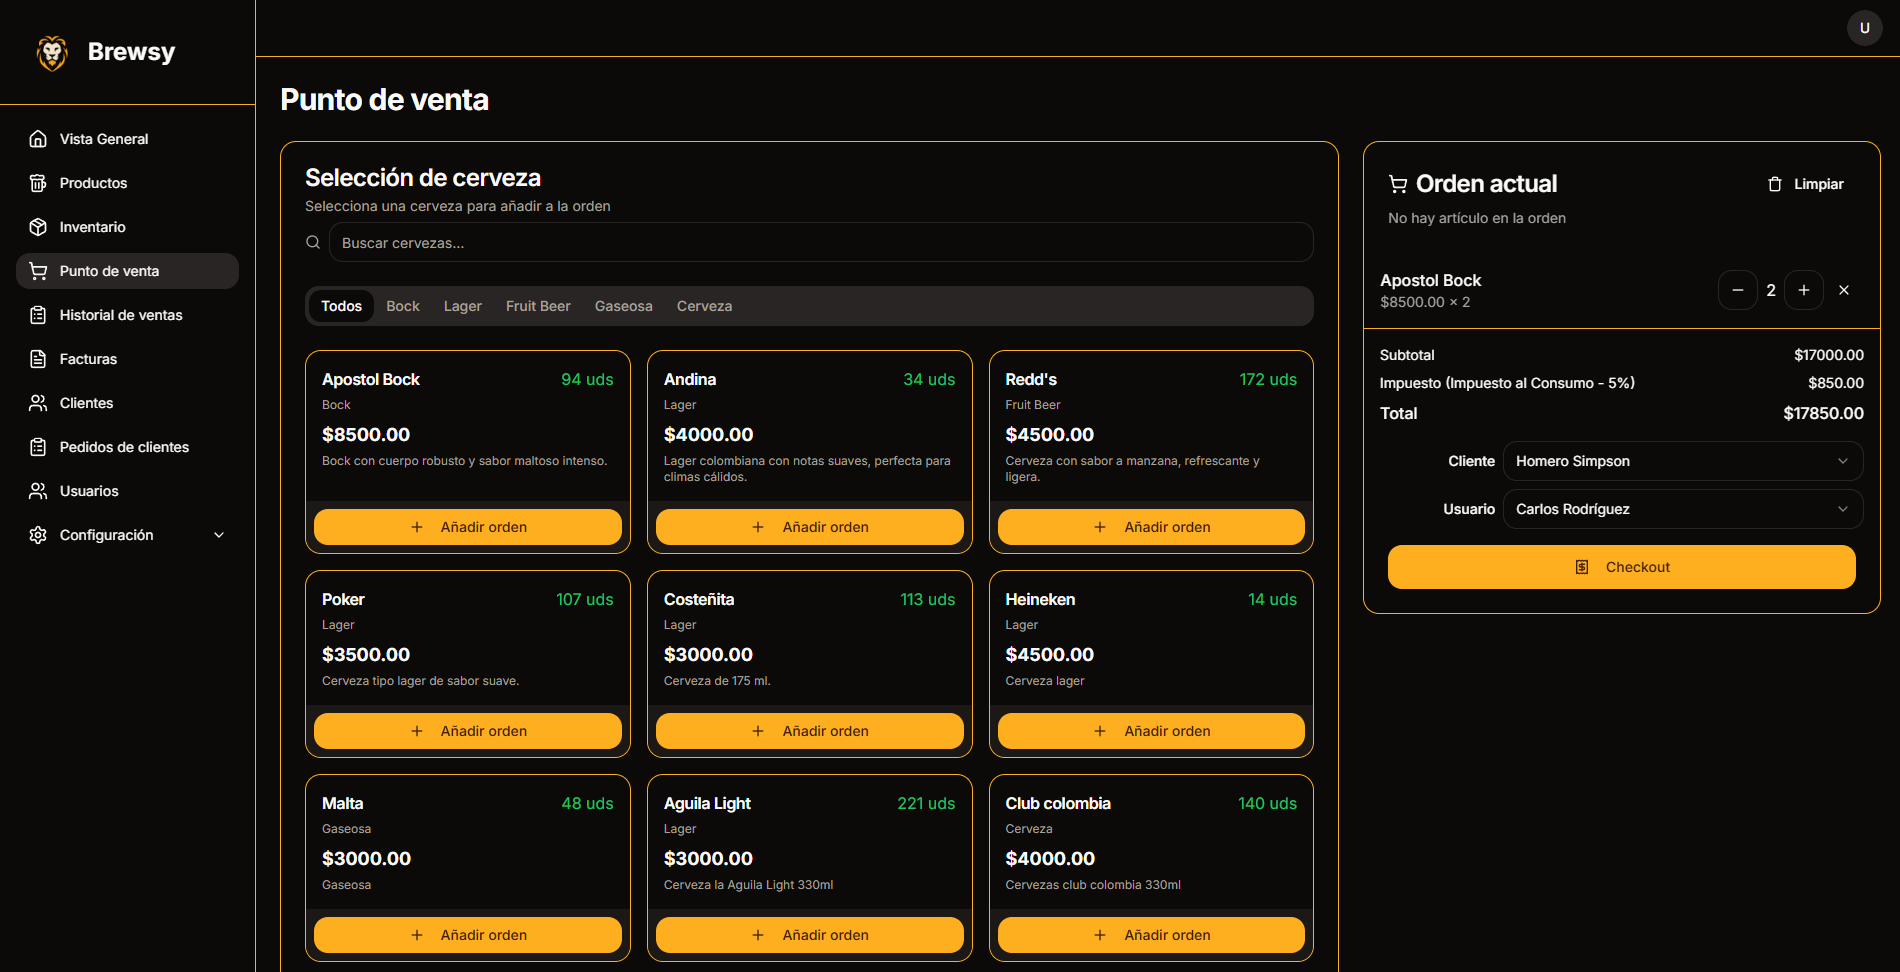 Brewsy
U
Vista General
Productos
Inventario
Punto de venta
Historial de ventas
Facturas
Clientes
Pedidos de clientes
Usuarios
Configuración
Punto de venta
Selección de cerveza
Selecciona una cerveza para añadir a la orden
Buscar cervezas...
Todos Bock Lager Fruit Beer Gaseosa Cerveza
Apostol Bock 94 uds
Bock
$8500.00
Bock con cuerpo robusto y sabor maltoso intenso.
Añadir orden
Andina 34 uds
Lager
$4000.00
Lager colombiana con notas suaves, perfecta para
climas cálidos.
Añadir orden
Redd's 172 uds
Fruit Beer
$4500.00
Cerveza con sabor a manzana, refrescante y
ligera.
Añadir orden
Poker 107 uds
Lager
$3500.00
Cerveza tipo lager de sabor suave.
Añadir orden
Costeñita 113 uds
Lager
$3000.00
Cerveza de 175 ml.
Añadir orden
Heineken 14 uds
Lager
$4500.00
Cerveza lager
Añadir orden
Malta 48 uds
Gaseosa
$3000.00
Gaseosa
Añadir orden
Aguila Light 221 uds
Lager
$3000.00
Cerveza la Aguila Light 330ml
Añadir orden
Club colombia 140 uds
Cerveza
$4000.00
Cervezas club colombia 330ml
Añadir orden
Orden actual Limpiar
No hay artículo en la orden
Apostol Bock
$8500.00 × 2
2
Subtotal $17000.00
Impuesto (Impuesto al Consumo - 5%) $850.00
Total $17850.00
Cliente Homero Simpson
Usuario Carlos Rodríguez
Checkout